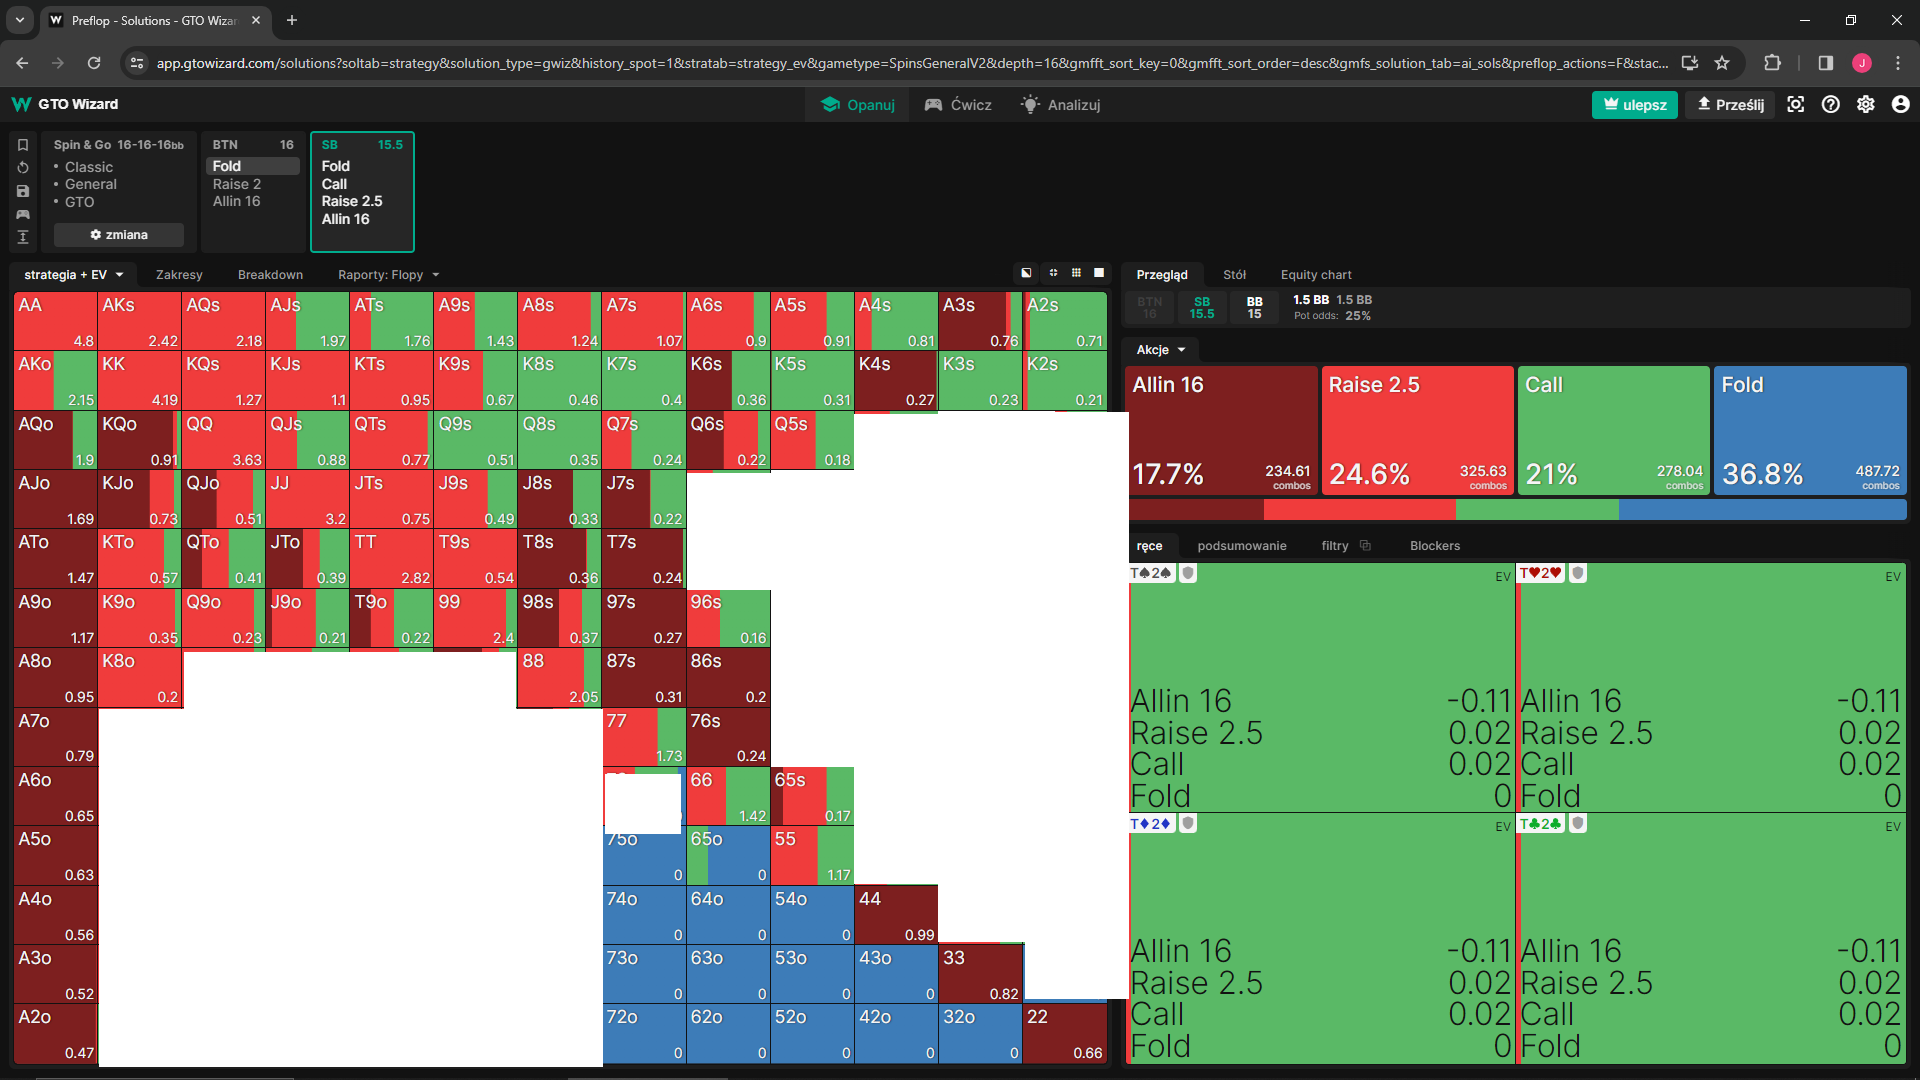 Preflop - Solutions - GTO Wizar
app.gtowizard.com/solutions?soltab=strategy&solution_type=gwiz&history_spot=1&stratab=strategy_ev&gametype=SpinsGeneralV2&depth=16&gmfft_sort_key=0&gmfft_sort_order=desc&gmfs_solution_tab=ai_sols&preflop_actions=F&stac...
J
GTO Wizard
Opanuj
Ćwicz
Analizuj
ulepsz
Prześlij
Spin & Go 16-16-16bb
• Classic
• General
• GTO
zmiana
BTN 16
Fold
Raise 2
Allin 16
SB 15.5
Fold
Call
Raise 2.5
Allin 16
strategia + EV
Zakresy
Breakdown
Raporty: Flopy
AA AKs AQs AJs ATs A9s A8s A7s A6s A5s A4s A3s A2s
4.8 2.42 2.18 1.97 1.76 1.43 1.24 1.07 0.9 0.91 0.81 0.76 0.71
AKo KK KQs KJs KTs K9s K8s K7s K6s K5s K4s K3s K2s
2.15 4.19 1.27 1.1 0.95 0.67 0.46 0.4 0.36 0.31 0.27 0.23 0.21
AQo KQo QQ QJs QTs Q9s Q8s Q7s Q6s Q5s
1.9 0.91 3.63 0.88 0.77 0.51 0.35 0.24 0.22 0.18
AJo KJo QJo JJ JTs J9s J8s J7s
1.69 0.73 0.51 3.2 0.75 0.49 0.33 0.22
ATo KTo QTo JTo TT T9s T8s T7s
1.47 0.57 0.41 0.39 2.82 0.54 0.36 0.24
A9o K9o Q9o J9o T9o 99 98s 97s 96s
1.17 0.35 0.23 0.21 0.22 2.4 0.37 0.27 0.16
A8o K8o 88 87s 86s
0.95 0.2 2.05 0.31 0.2
A7o 77 76s
0.79 1.73 0.24
A6o 66 65s
0.65 1.42 0.17
A5o 75o 65o 55
0.63 0 0 1.17
A4o 74o 64o 54o 44
0.56 0 0 0 0.99
A3o 73o 63o 53o 43o 33
0.52 0 0 0 0 0.82
A2o 72o 62o 52o 42o 32o 22
0.47 0 0 0 0 0 0.66
Przegląd
Stół
Equity chart
BTN SB BB 1.5 BB 1.5 BB
16 15.5 15 Pot odds: 25%
Akcje
Allin 16 Raise 2.5 Call Fold
17.7% 234.61 combos 24.6% 325.63 combos 21% 278.04 combos 36.8% 487.72 combos
ręce
podsumowanie
filtry
Blockers
T♠2♠ EV T♥2♥ EV
Allin 16 -0.11 Allin 16 -0.11
Raise 2.5 0.02 Raise 2.5 0.02
Call 0.02 Call 0.02
Fold 0 Fold 0
T♦2♦ EV T♣2♣ EV
Allin 16 -0.11 Allin 16 -0.11
Raise 2.5 0.02 Raise 2.5 0.02
Call 0.02 Call 0.02
Fold 0 Fold 0